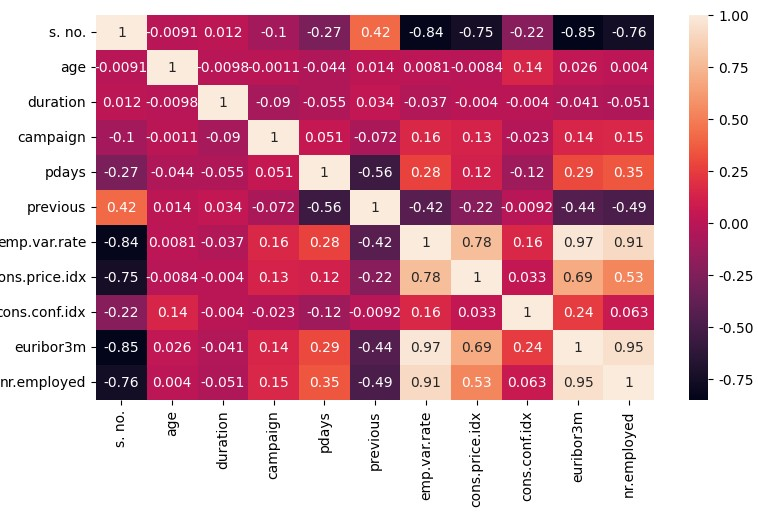 s. no. 1 -0.0091 0.012 -0.1 -0.27 0.42 -0.84 -0.75 -0.22 -0.85 -0.76
age -0.0091 1 -0.0098 -0.0011 -0.044 0.014 0.0081 -0.0084 0.14 0.026 0.004
duration 0.012 -0.0098 1 -0.09 -0.055 0.034 -0.037 -0.004 -0.004 -0.041 -0.051
campaign -0.1 -0.0011 -0.09 1 0.051 -0.072 0.16 0.13 -0.023 0.14 0.15
pdays -0.27 -0.044 -0.055 0.051 1 -0.56 0.28 0.12 -0.12 0.29 0.35
previous 0.42 0.014 0.034 -0.072 -0.56 1 -0.42 -0.22 -0.0092 -0.44 -0.49
emp.var.rate -0.84 0.0081 -0.037 0.16 0.28 -0.42 1 0.78 0.16 0.97 0.91
ons.price.idx -0.75 -0.0084 -0.004 0.13 0.12 -0.22 0.78 1 0.033 0.69 0.53
cons.conf.idx -0.22 0.14 -0.004 -0.023 -0.12 -0.0092 0.16 0.033 1 0.24 0.063
euribor3m -0.85 0.026 -0.041 0.14 0.29 -0.44 0.97 0.69 0.24 1 0.95
nr.employed -0.76 0.004 -0.051 0.15 0.35 -0.49 0.91 0.53 0.063 0.95 1
s. no.
age
duration
campaign
pdays
previous
emp.var.rate
cons.price.idx
cons.conf.idx
euribor3m
nr.employed
1.00
0.75
0.50
0.25
0.00
-0.25
-0.50
-0.75